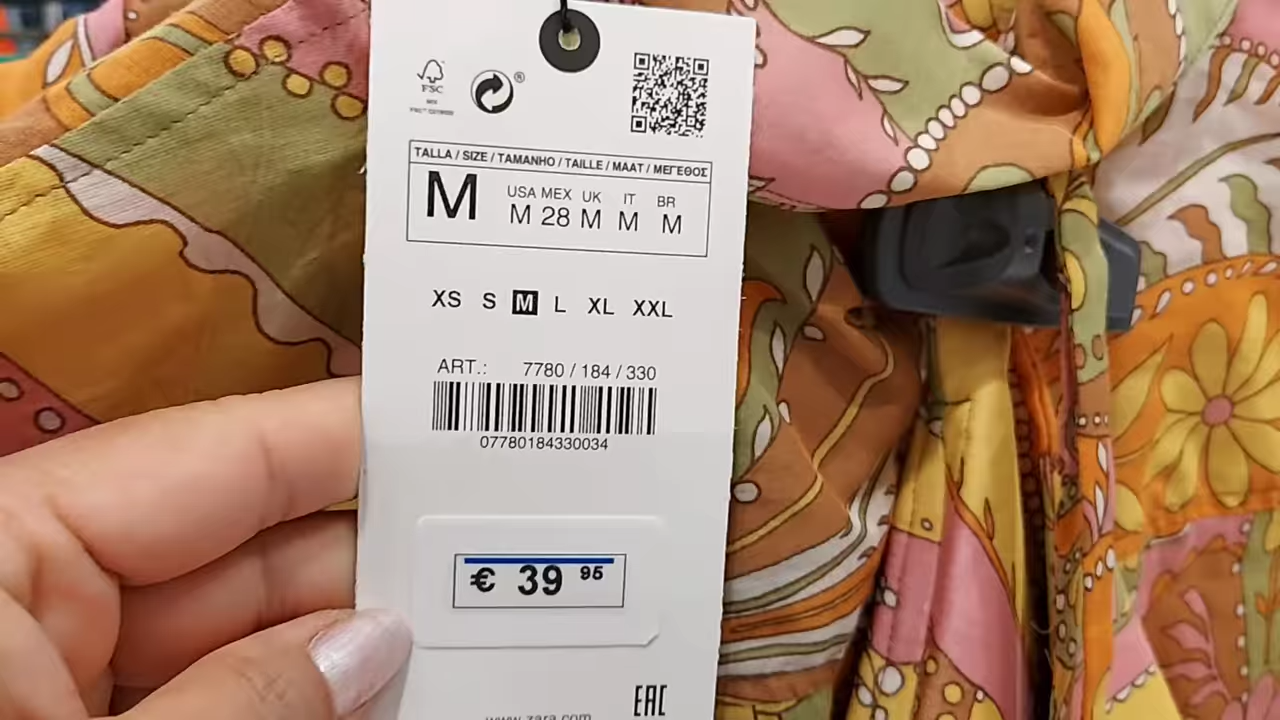 FSC
®
TALLA / SIZE / TAMANHO / TAILLE / MAAT / ΜΕΓΕΘΟΣ
M
USA MEX UK IT BR
M 28 M M M
XS S M L XL XXL
ART.: 7780 / 184 / 330
07780184330034
€ 39 95
EAC
www.zara.com